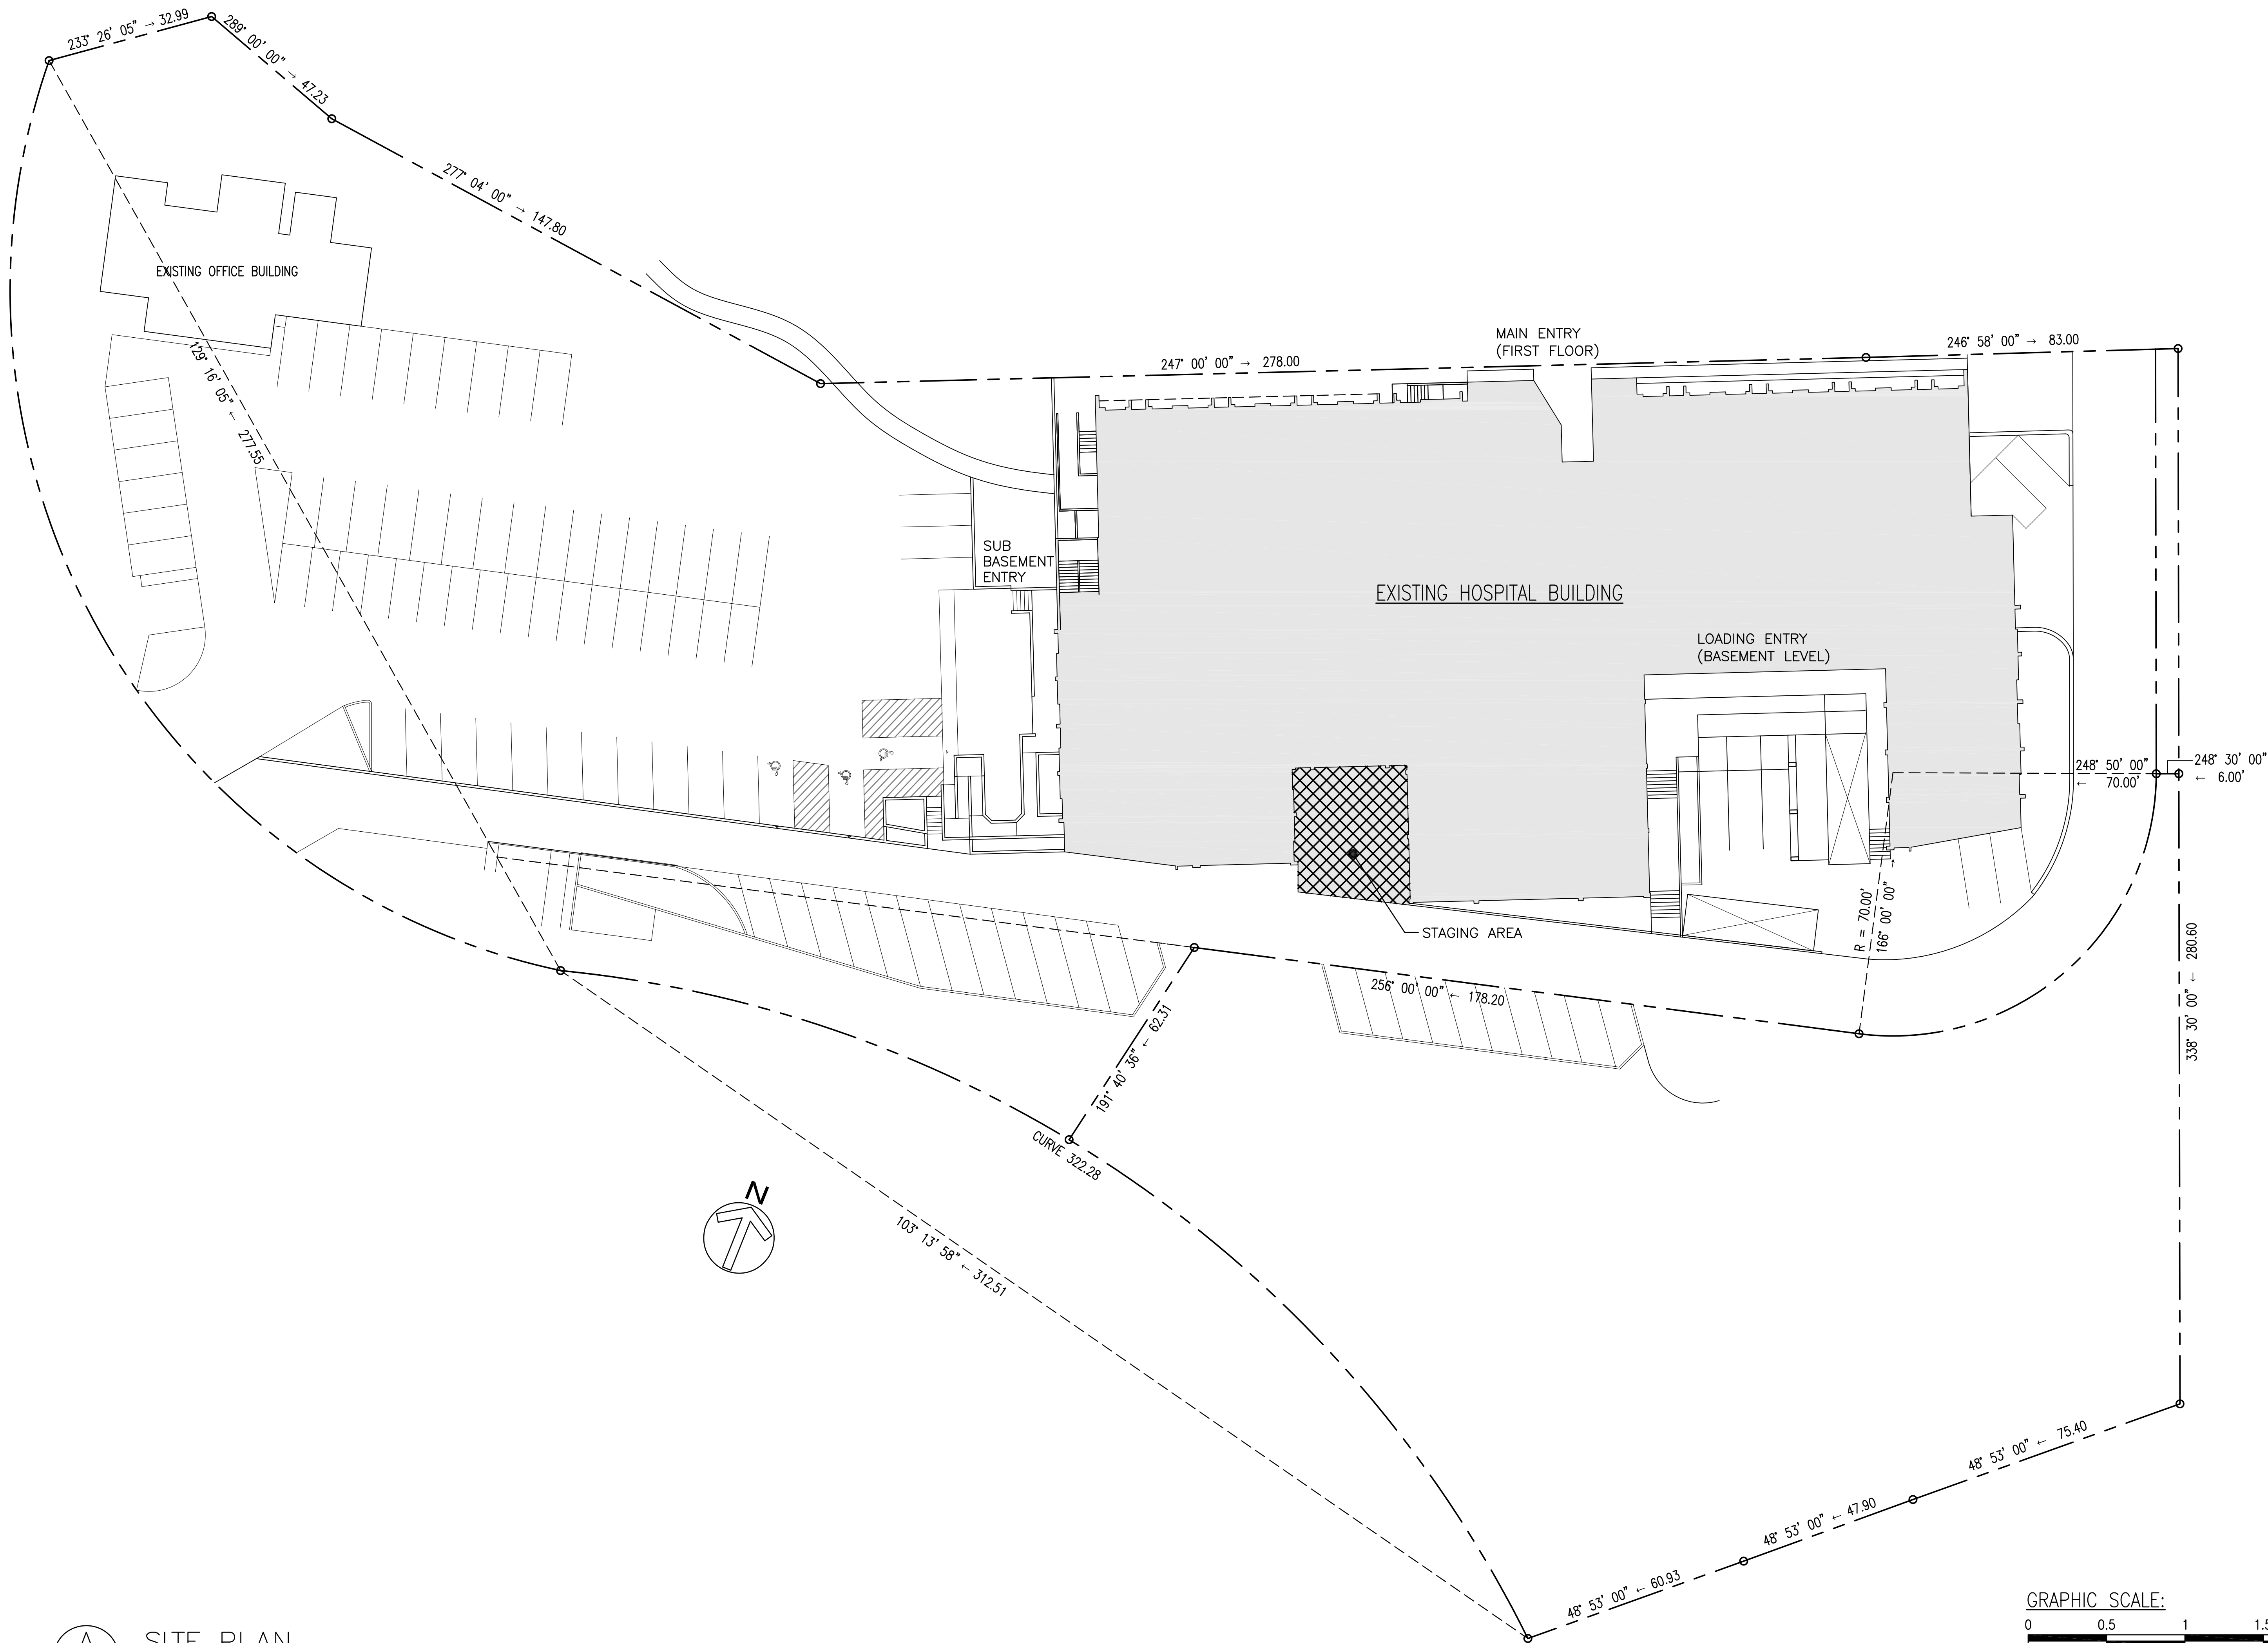 233° 26' 05" → 32.99
289° 00' 00" → 47.23
277° 04' 00" → 147.80
EXISTING OFFICE BUILDING
129° 16' 05" ← 277.55
247° 00' 00" → 278.00
MAIN ENTRY
(FIRST FLOOR)
246° 58' 00" → 83.00
SUB
BASEMENT
ENTRY
EXISTING HOSPITAL BUILDING
LOADING ENTRY
(BASEMENT LEVEL)
248° 50' 00"
← 70.00'
248° 30' 00"
← 6.00'
R = 70.00'
166° 00' 00" →
STAGING AREA
256° 00' 00" ← 178.20
338° 30' 00" ← 280.60
191° 40' 36" ← 62.31
CURVE 322.28
N
103° 13' 58" ← 312.51
48° 53' 00" ← 75.40
48° 53' 00" ← 47.90
48° 53' 00" ← 60.93
GRAPHIC SCALE:
0 0.5 1 1.5
A SITE PLAN